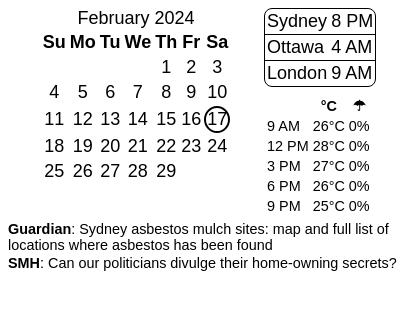 February 2024
Su Mo Tu We Th Fr Sa
1 2 3
4 5 6 7 8 9 10
11 12 13 14 15 16 17
18 19 20 21 22 23 24
25 26 27 28 29
Sydney 8 PM
Ottawa 4 AM
London 9 AM
°C ☂
9 AM 26°C 0%
12 PM 28°C 0%
3 PM 27°C 0%
6 PM 26°C 0%
9 PM 25°C 0%
Guardian: Sydney asbestos mulch sites: map and full list of
locations where asbestos has been found
SMH: Can our politicians divulge their home-owning secrets?